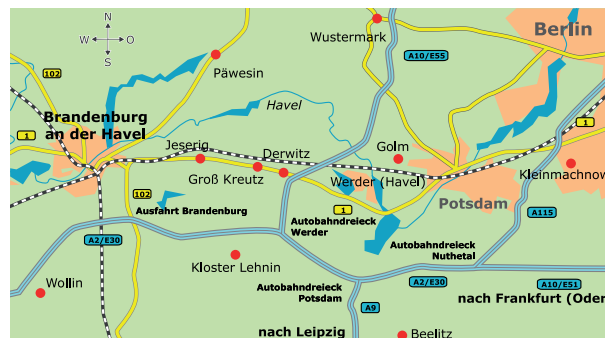 N
W
O
S
Wustermark
Berlin
A10/E55
102
Päwesin
Brandenburg
an der Havel
Havel
1
1
Jeserig
Derwitz
Golm
Kleinmachnow
Groß Kreutz
Werder (Havel)
Potsdam
102
Ausfahrt Brandenburg
1
Autobahndreieck
Werder
A115
A2/E30
Autobahndreieck
Nuthetal
Kloster Lehnin
Wollin
Autobahndreieck
Potsdam
A2/E30
A10/E51
nach Frankfurt (Oder
A9
nach Leipzig
Beelitz